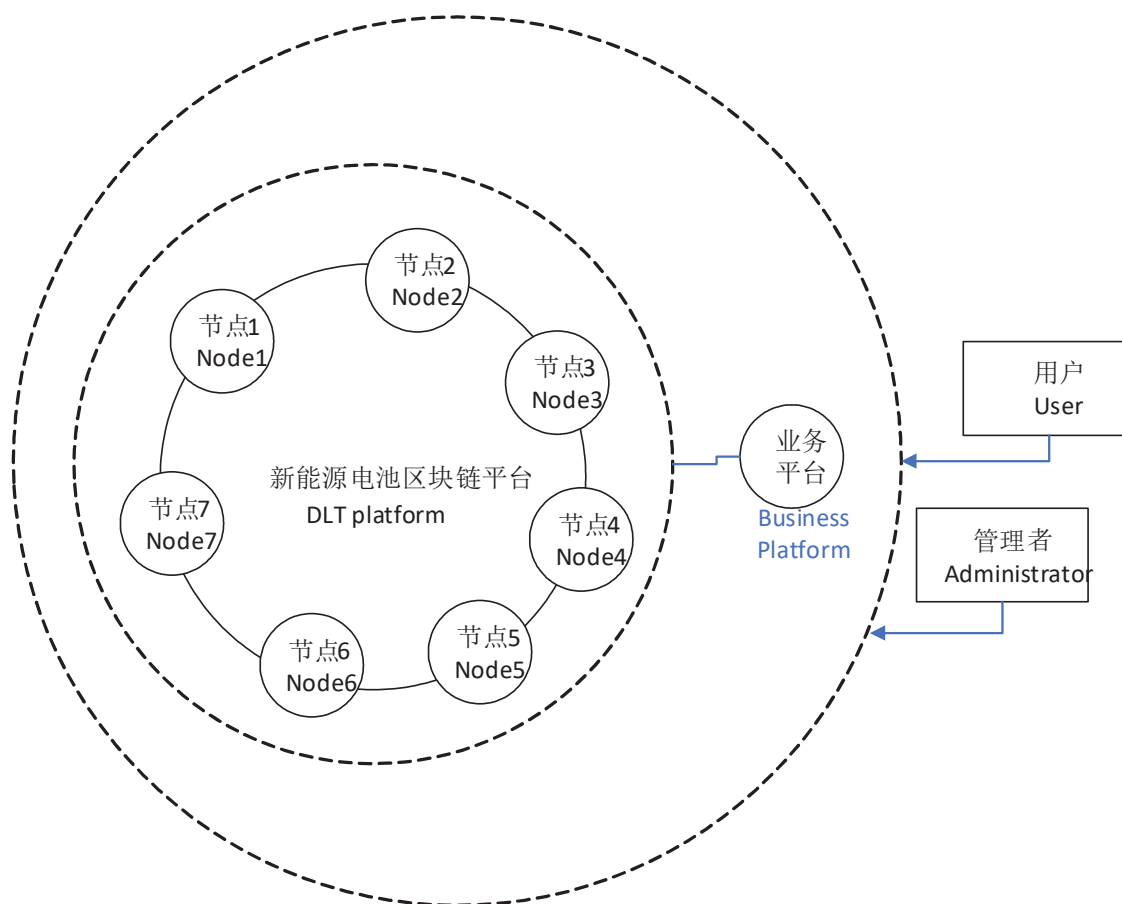 节点2
Node2
节点1
Node1
节点3
Node3
用户
User
业务
平台
Business
Platform
新能源电池区块链平台
DLT platform
节点7
Node7
节点4
Node4
管理者
Administrator
节点6
Node6
节点5
Node5